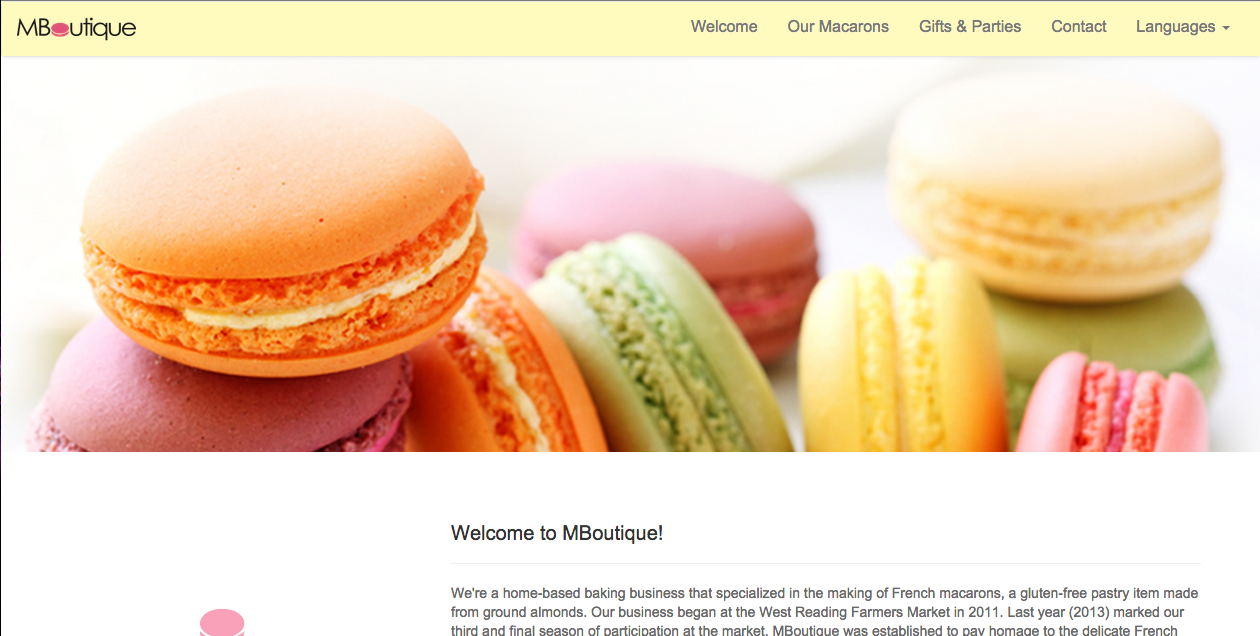 MBoutique
Welcome Our Macarons Gifts & Parties Contact Languages
Welcome to MBoutique!
We're a home-based baking business that specialized in the making of French macarons, a gluten-free pastry item made
from ground almonds. Our business began at the West Reading Farmers Market in 2011. Last year (2013) marked our
third and final season of participation at the market. MBoutique was established to pay homage to the delicate French